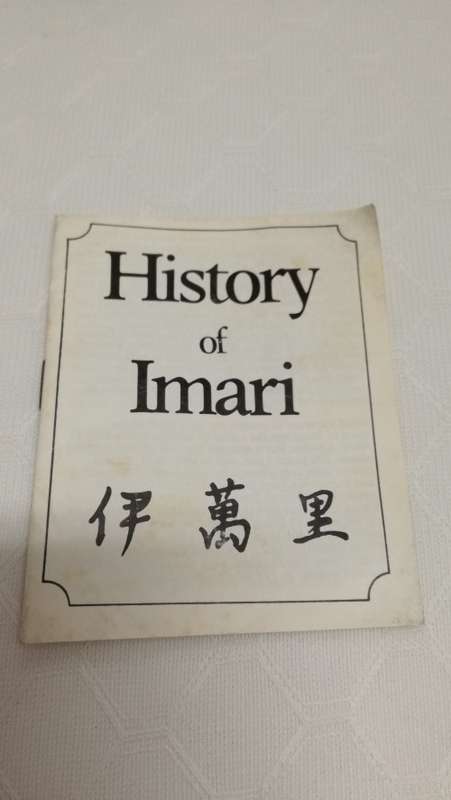 History
of
Imari
伊萬里